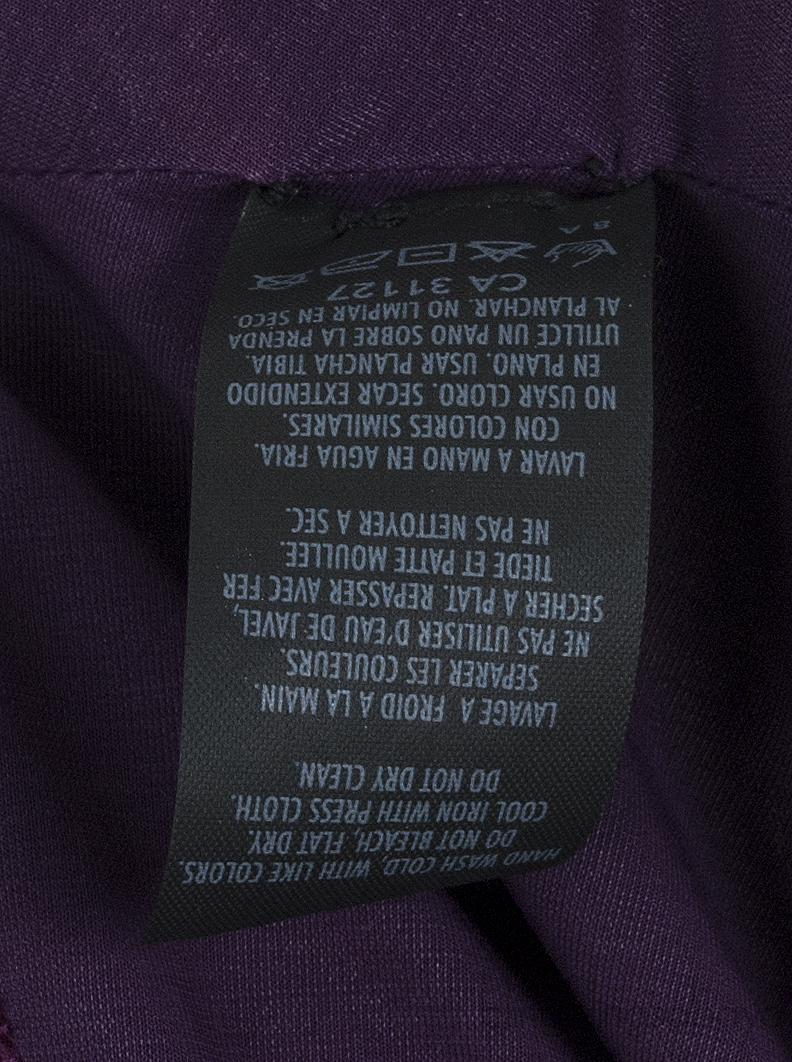 HAND WASH COLD, WITH LIKE COLORS.
DO NOT BLEACH, FLAT DRY.
COOL IRON WITH PRESS CLOTH.
DO NOT DRY CLEAN.
LAVAGE A FROID A LA MAIN.
SEPARER LES COULEURS.
NE PAS UTILISER D'EAU DE JAVEL,
SECHER A PLAT. REPASSER AVEC FER
TIEDE ET PATTE MOULLEE.
NE PAS NETTOYER A SEC.
LAVAR A MANO EN AGUA FRIA.
CON COLORES SIMILARES.
NO USAR CLORO. SECAR EXTENDIDO
EN PLANO. USAR PLANCHA TIBIA.
UTILLCE UN PANO SOBRE LA PRENDA
AL PLANCHAR. NO LIMPIAR EN SECO.
CA 31127